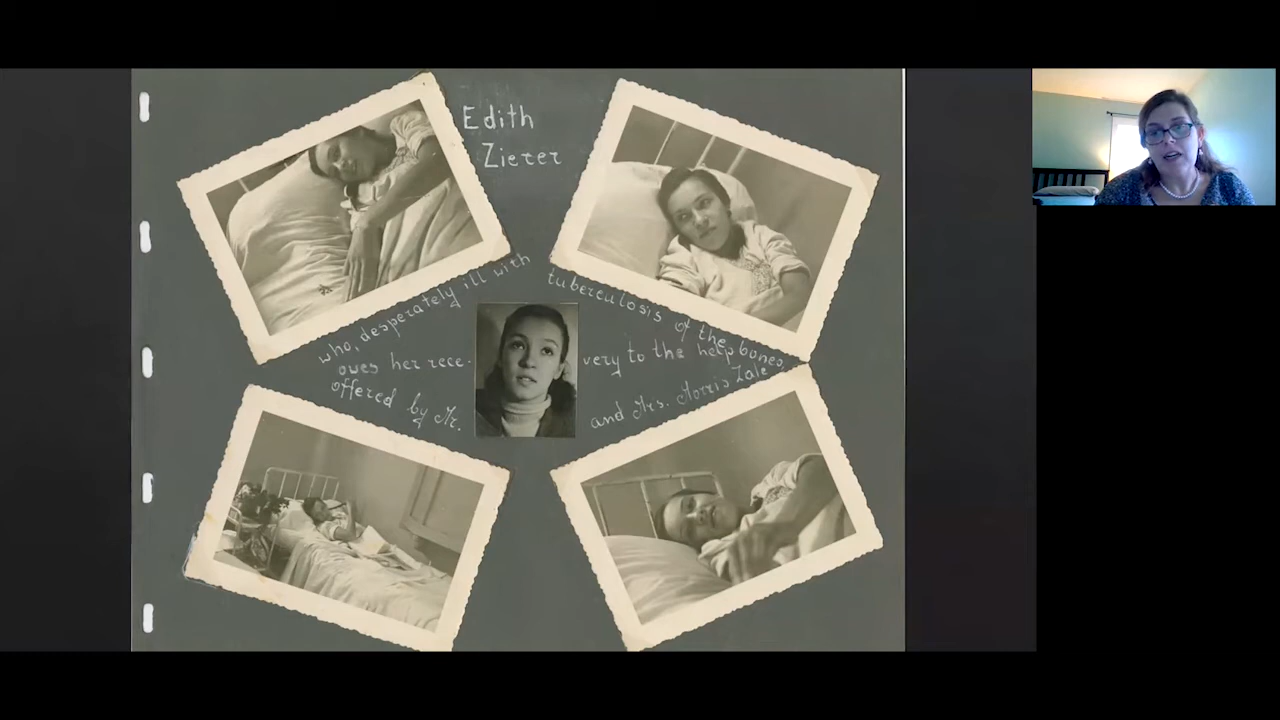 Edith
Zierer
who, desperately ill with tuberculosis of the bones,
owes her rece-very to the help
offered by Mr. and Mrs. Morris Zale